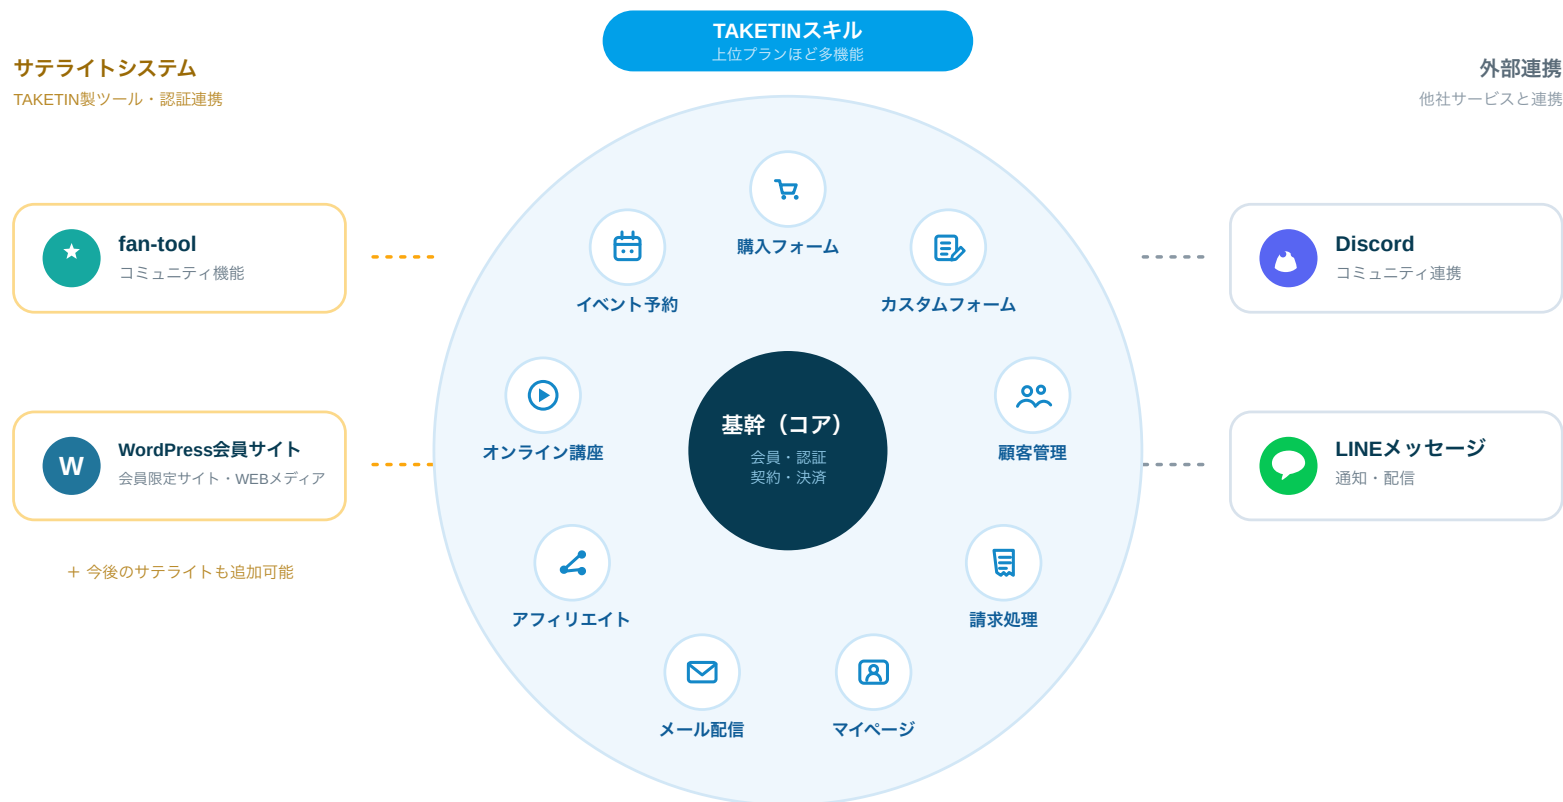 TAKETINスキル
上位プランほど多機能
サテライトシステム
TAKETIN製ツール・認証連携
外部連携
他社サービスと連携
fan-tool
コミュニティ機能
W
WordPress会員サイト
会員限定サイト・WEBメディア
＋ 今後のサテライトも追加可能
購入フォーム
イベント予約
カスタムフォーム
オンライン講座
基幹（コア）
会員・認証
契約・決済
顧客管理
アフィリエイト
請求処理
メール配信
マイページ
Discord
コミュニティ連携
LINEメッセージ
通知・配信